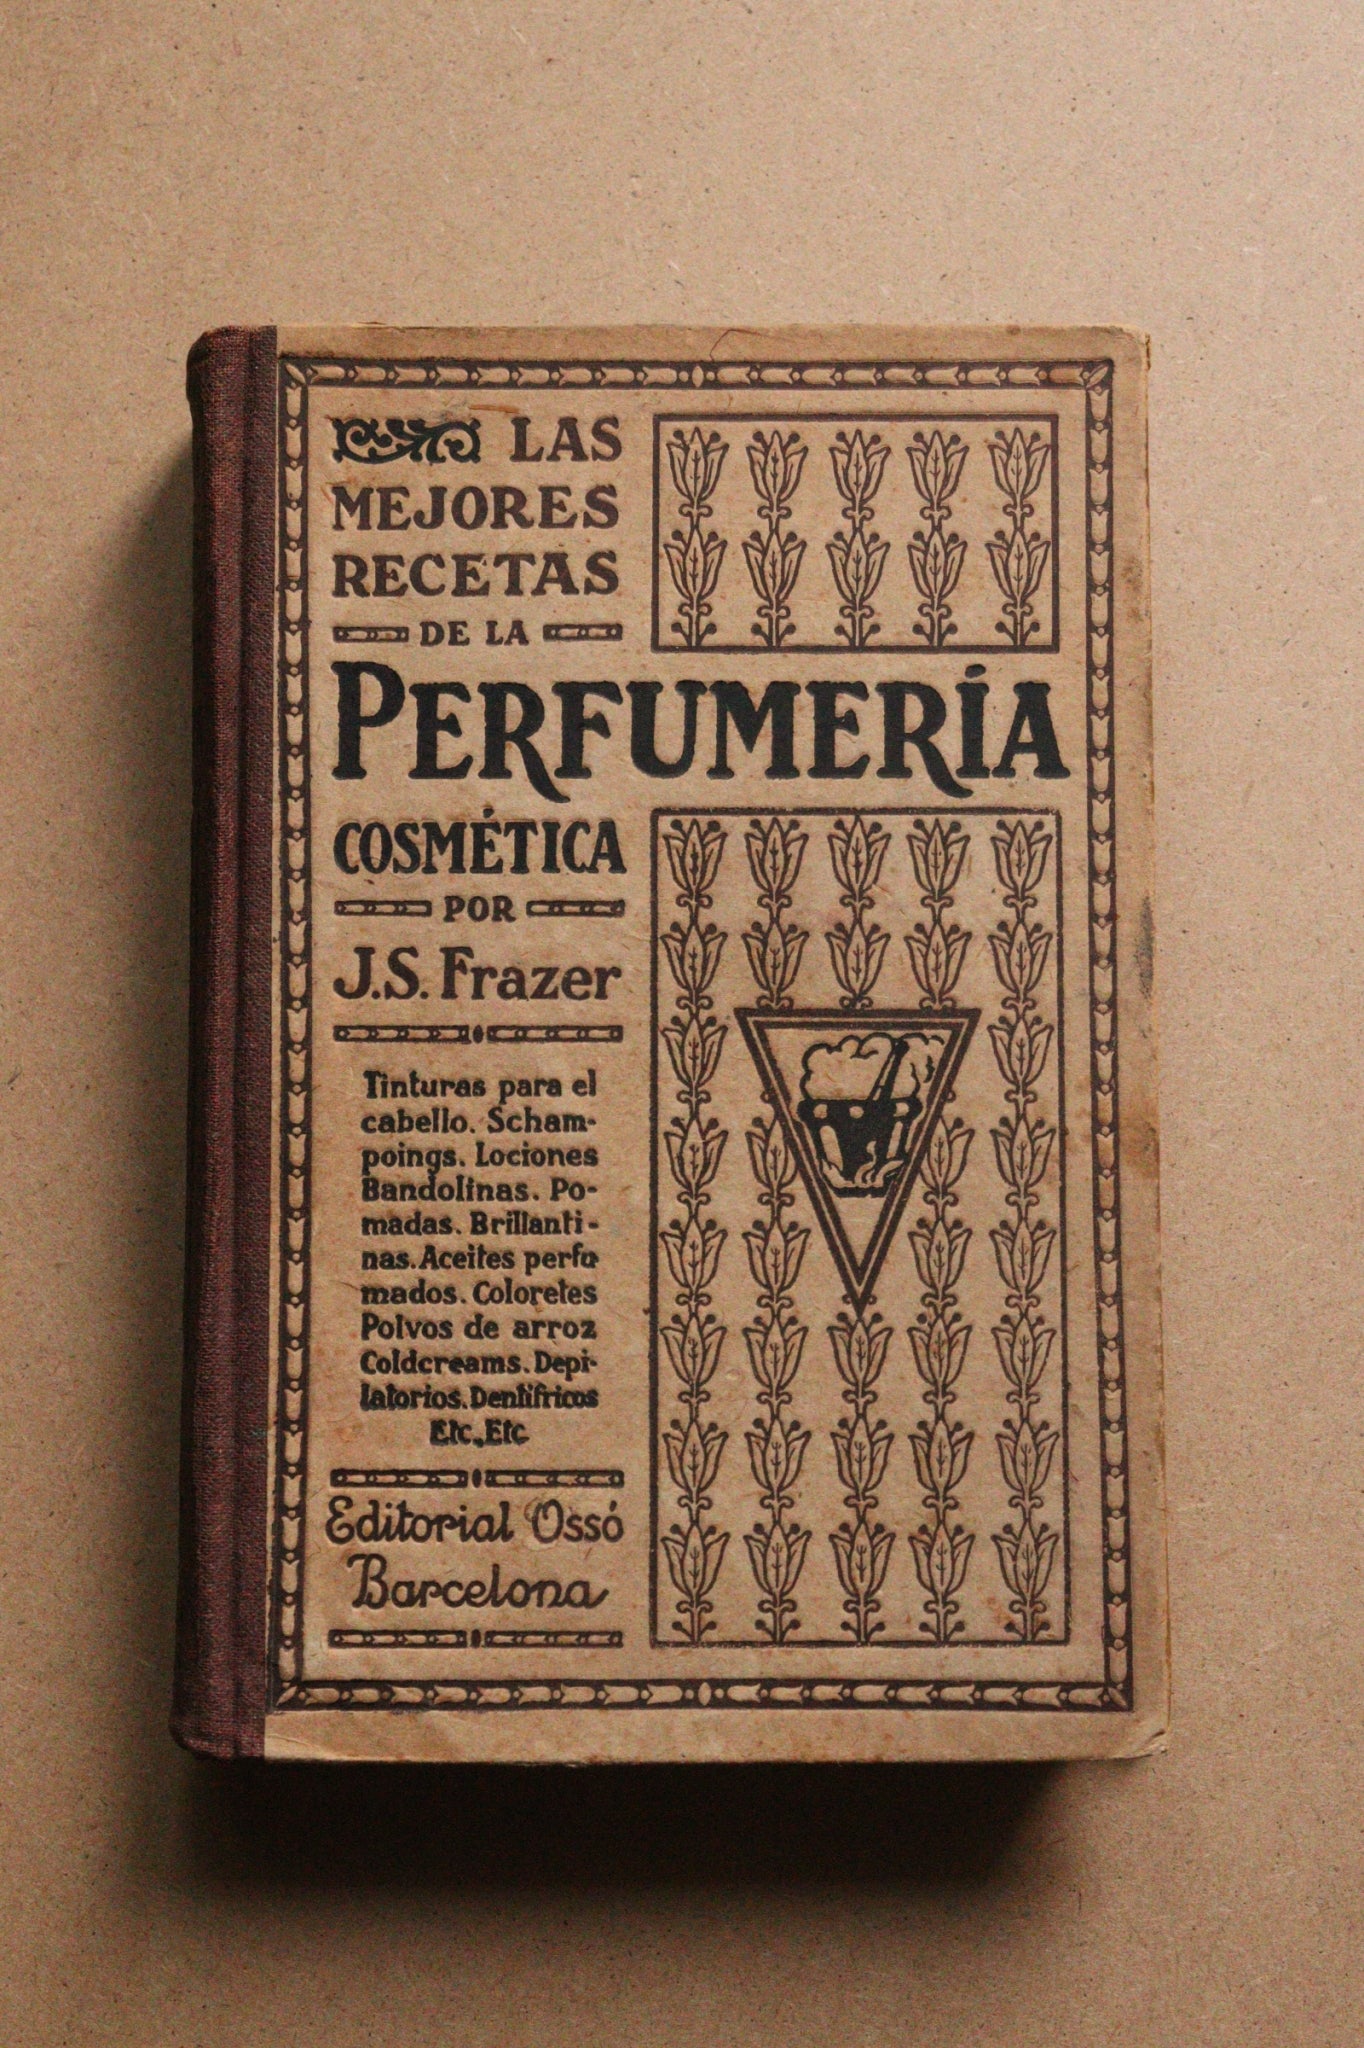 LAS
MEJORES
RECETAS
DE LA
PERFUMERÍA
COSMÉTICA
POR
J.S. Frazer
Tinturas para el
cabello. Scham-
poings. Lociones
Bandolinas. Po-
madas. Brillanti-
nas. Aceites perfu
mados. Coloretes
Polvos de arroz
Coldcreams. Depi-
latorios. Dentífricos
Etc., Etc
Editorial Ossó
Barcelona